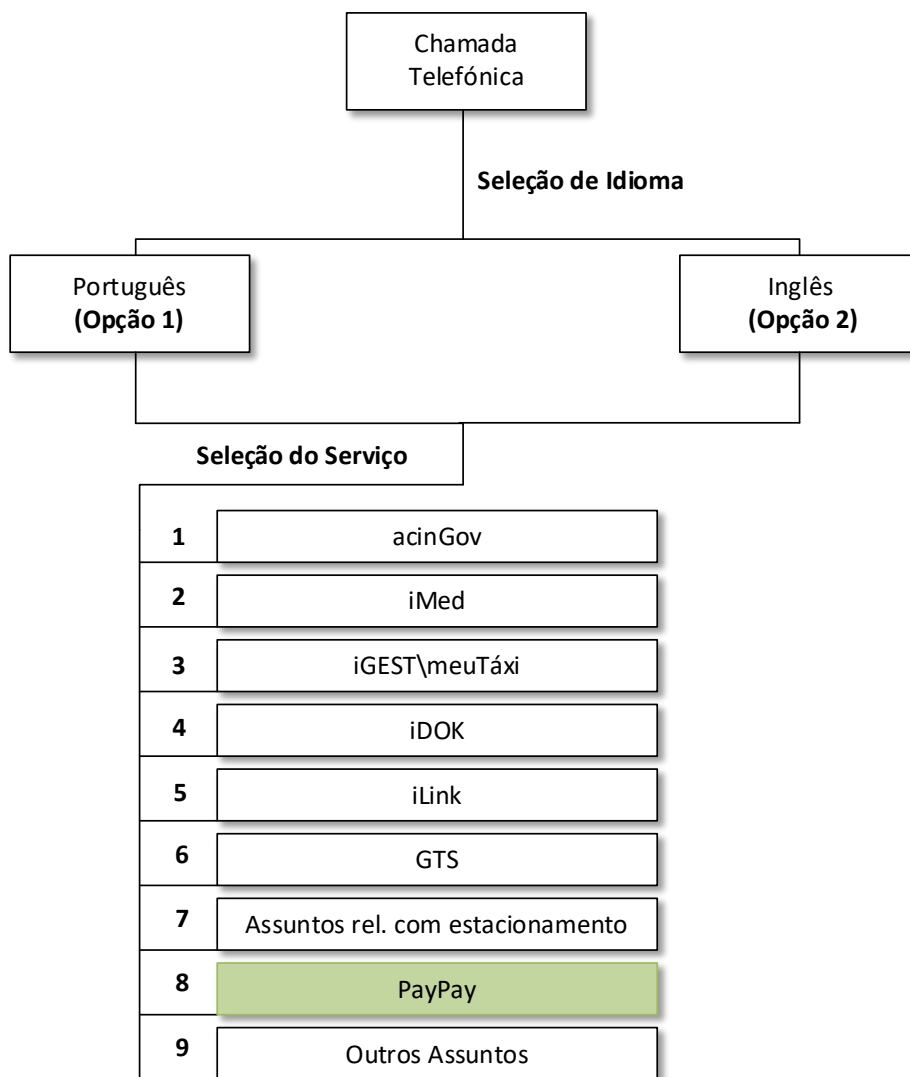 Chamada
Telefónica
Seleção de Idioma
Português
(Opção 1)
Inglês
(Opção 2)
Seleção do Serviço
1 acinGov
2 iMed
3 iGEST\meuTáxi
4 iDOK
5 iLink
6 GTS
7 Assuntos rel. com estacionamento
8 PayPay
9 Outros Assuntos